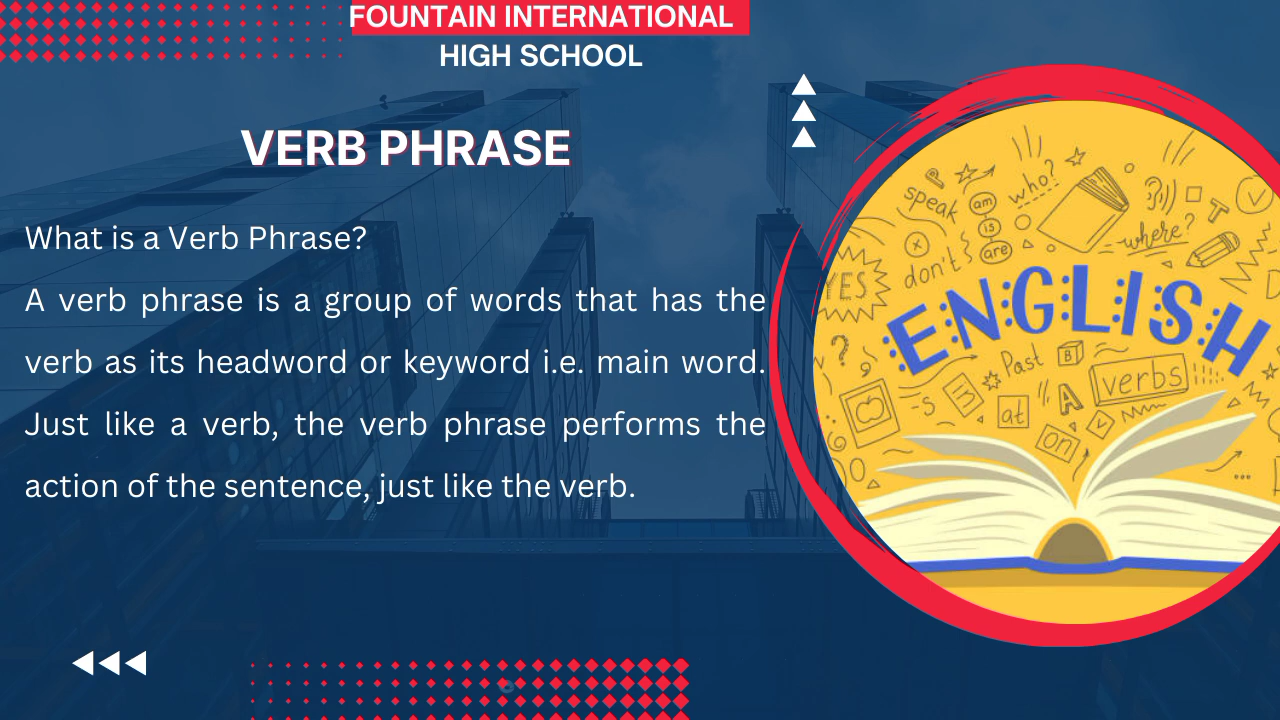 FOUNTAIN INTERNATIONAL
HIGH SCHOOL
VERB PHRASE
What is a Verb Phrase?
A verb phrase is a group of words that has the
verb as its headword or keyword i.e. main word.
Just like a verb, the verb phrase performs the
action of the sentence, just like the verb.
speak
am
is
are
who?
where?
don't
YES
ENGLISH
?
Past
B
verbs
-s
at
A
on